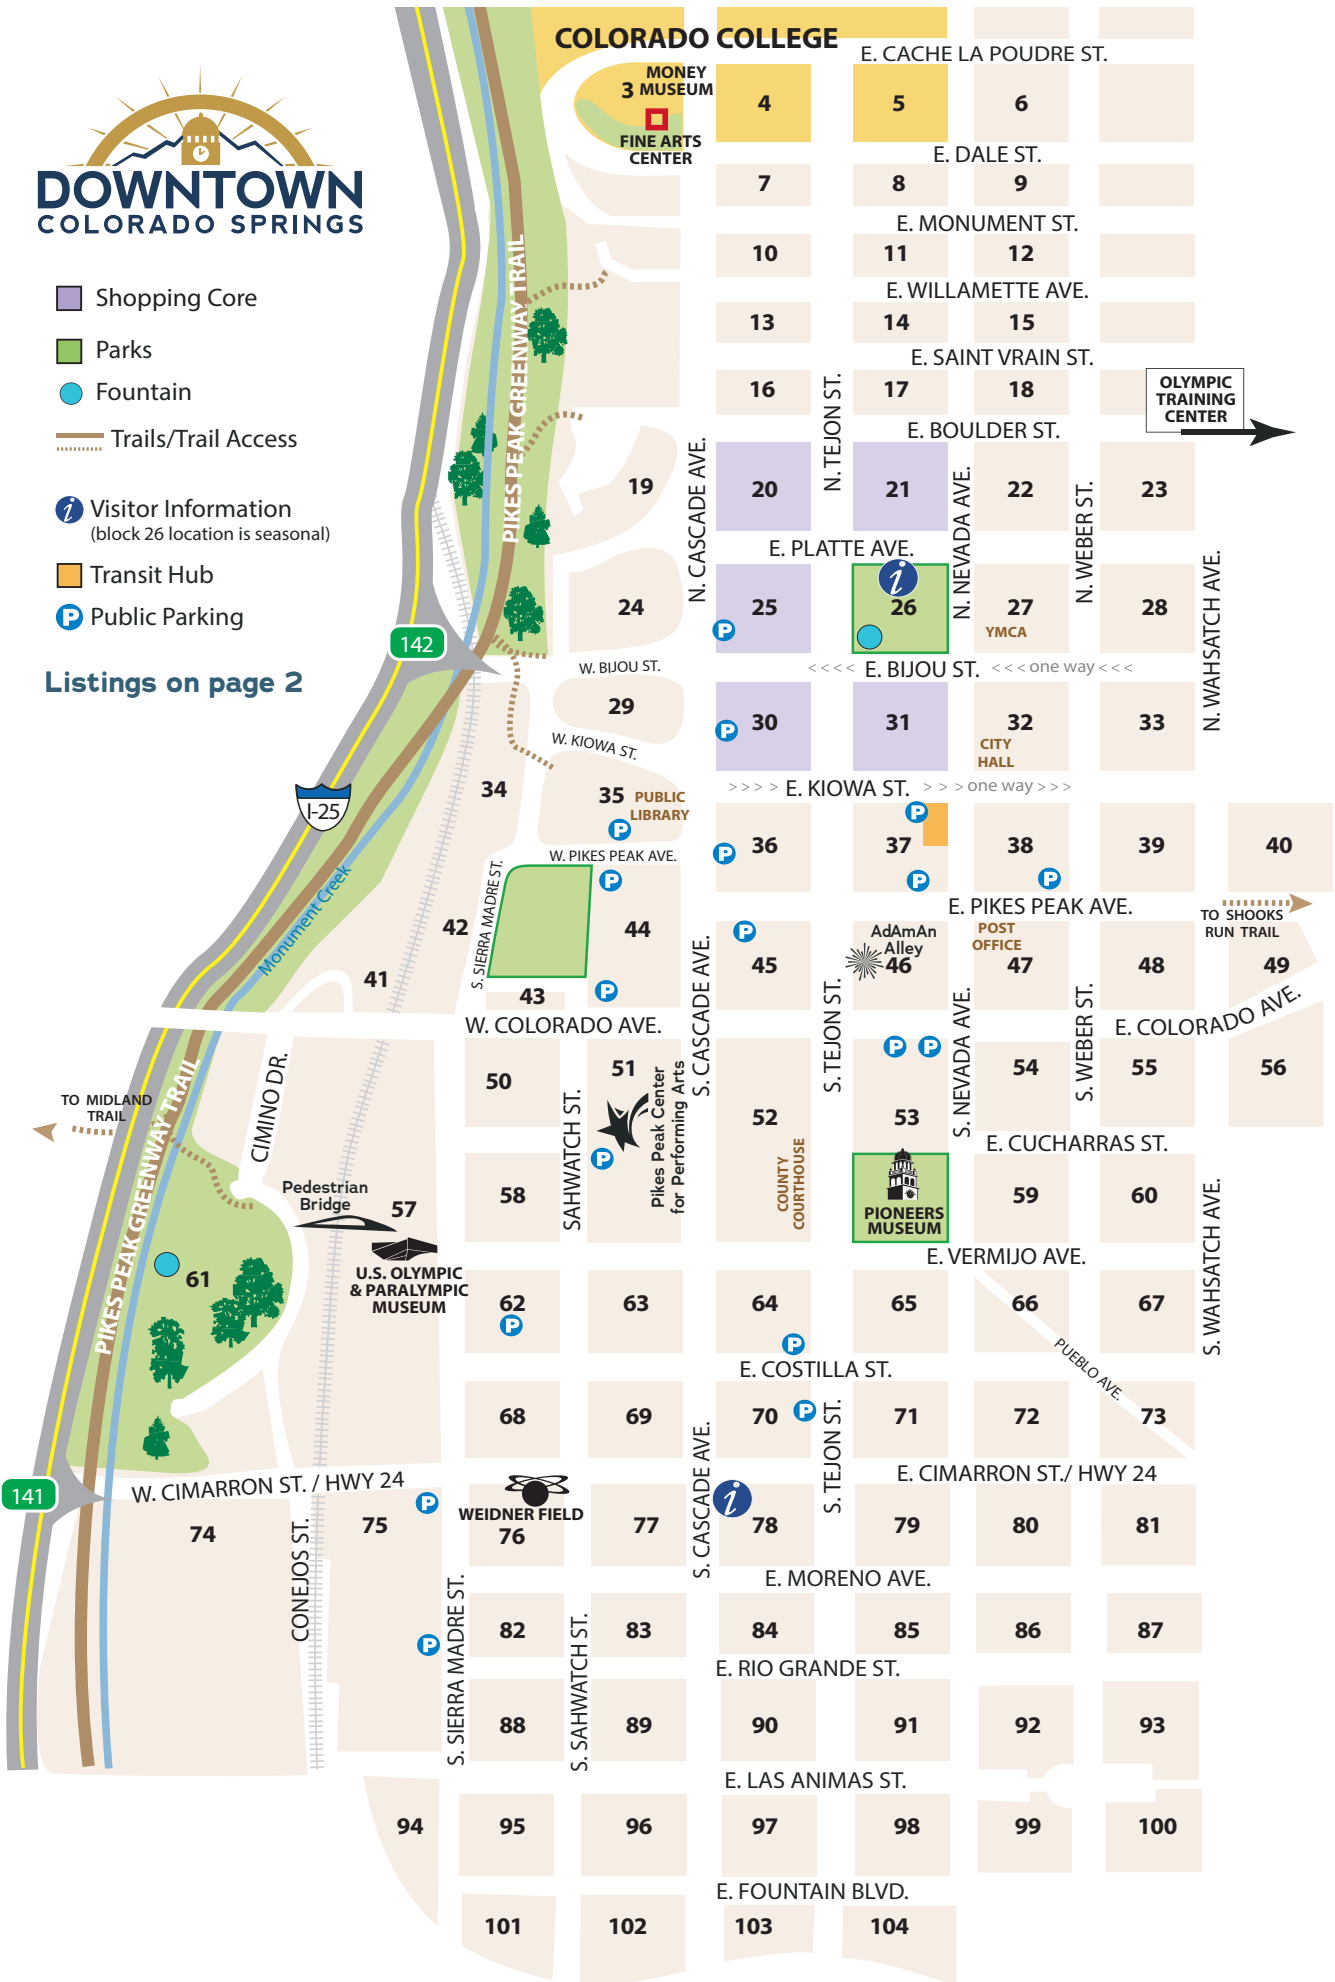 COLORADO COLLEGE
E. CACHE LA POUDRE ST.
3 MONEY
MUSEUM
FINE ARTS
CENTER
4
5
6
E. DALE ST.
DOWNTOWN
COLORADO SPRINGS
7
8
9
E. MONUMENT ST.
10
11
12
E. WILLAMETTE AVE.
Shopping Core
Parks
Fountain
Trails/Trail Access
Visitor Information
(block 26 location is seasonal)
Transit Hub
P Public Parking
Listings on page 2
13
14
15
E. SAINT VRAIN ST.
16
17
18
OLYMPIC
TRAINING
CENTER
E. BOULDER ST.
N. TEJON ST.
PIKES PEAK GREENWAY TRAIL
19
N. CASCADE AVE.
20
21
N. NEVADA AVE.
22
N. WEBER ST.
23
E. PLATTE AVE.
i
N. WAHSATCH AVE.
24
25
P
26
27
YMCA
28
142
W. BIJOU ST.
<<<< E. BIJOU ST. <<< one way <<<
29
30
P
31
32
CITY
HALL
33
W. KIOWA ST.
>>>> E. KIOWA ST. >>> one way >>>
I-25
34
35 PUBLIC
LIBRARY
P
36
P
37
P
P
38
P
39
40
W. PIKES PEAK AVE.
E. PIKES PEAK AVE.
TO SHOOKS
RUN TRAIL
Monument Creek
S. SIERRA MADRE ST.
41
42
43
44
P
P
S. CASCADE AVE.
P
45
AdAmAn
Alley
46
POST
OFFICE
47
48
49
W. COLORADO AVE.
E. COLORADO AVE.
S. TEJON ST.
S. NEVADA AVE.
S. WEBER ST.
50
51
Pikes Peak Center
for Performing Arts
P
52
COUNTY
COURTHOUSE
P P
53
54
55
56
E. CUCHARRAS ST.
TO MIDLAND
TRAIL
PIKES PEAK GREENWAY TRAIL
CIMINO DR.
SAHWATCH ST.
Pedestrian
Bridge
57
58
PIONEERS
MUSEUM
59
60
S. WAHSATCH AVE.
E. VERMIJO AVE.
61
U.S. OLYMPIC
& PARALYMPIC
MUSEUM
62
P
63
64
P
65
66
67
PUEBLO AVE.
E. COSTILLA ST.
68
69
70
P
71
72
73
S. CASCADE AVE.
S. TEJON ST.
141
W. CIMARRON ST. / HWY 24
E. CIMARRON ST./ HWY 24
74
CONEJOS ST.
75
P
WEIDNER FIELD
76
77
i
78
79
80
81
E. MORENO AVE.
P
S. SIERRA MADRE ST.
82
S. SAHWATCH ST.
83
84
85
86
87
E. RIO GRANDE ST.
88
89
90
91
92
93
E. LAS ANIMAS ST.
94
95
96
97
98
99
100
E. FOUNTAIN BLVD.
101
102
103
104